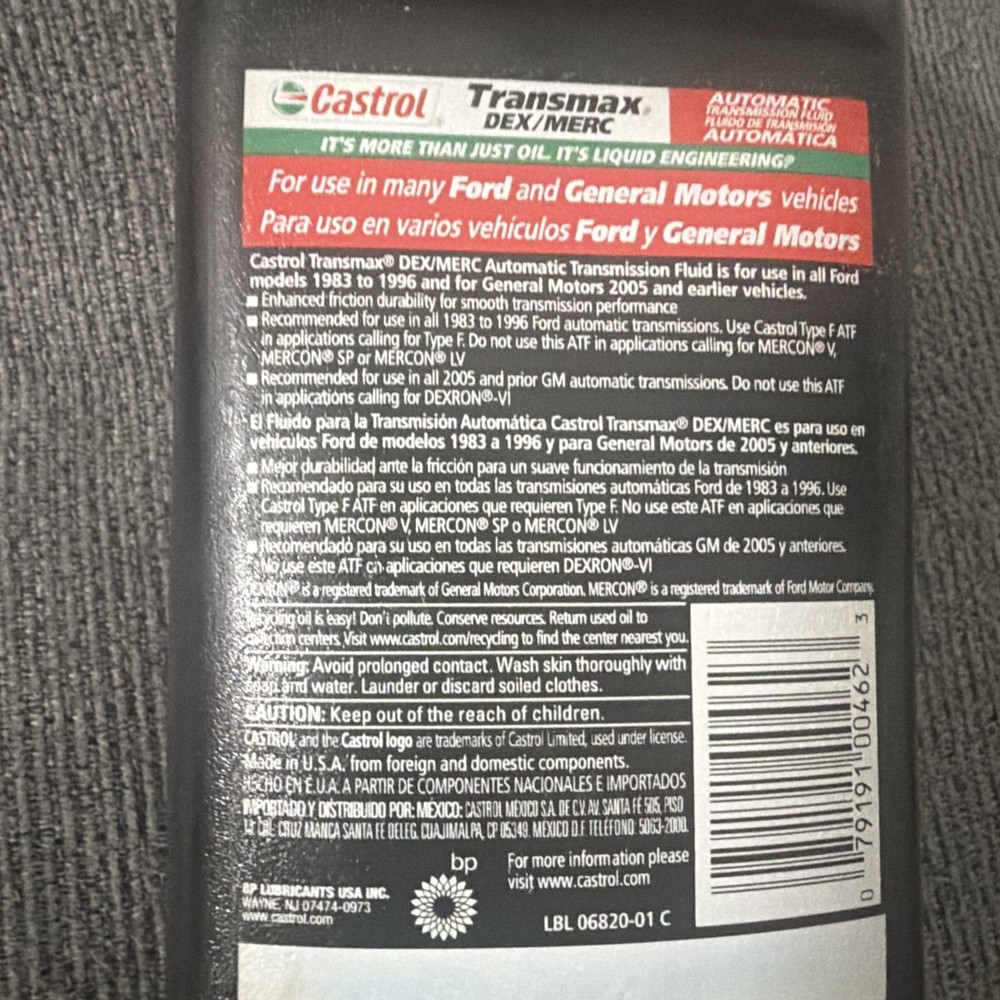 Castrol
Transmax®
DEX/MERC
AUTOMATIC
TRANSMISSION FLUID
FLUIDO DE TRANSMISIÓN
AUTOMÁTICA
IT'S MORE THAN JUST OIL. IT'S LIQUID ENGINEERING®
For use in many Ford and General Motors vehicles
Para uso en varios vehículos Ford y General Motors
Castrol Transmax® DEX/MERC Automatic Transmission Fluid is for use in all Ford
models 1983 to 1996 and for General Motors 2005 and earlier vehicles.
■ Enhanced friction durability for smooth transmission performance
■ Recommended for use in all 1983 to 1996 Ford automatic transmissions. Use Castrol Type F ATF
in applications calling for Type F. Do not use this ATF in applications calling for MERCON® V,
MERCON® SP or MERCON® LV
■ Recommended for use in all 2005 and prior GM automatic transmissions. Do not use this ATF
in applications calling for DEXRON®-VI
El Fluido para la Transmisión Automática Castrol Transmax® DEX/MERC es para uso en
vehículos Ford de modelos 1983 a 1996 y para General Motors de 2005 y anteriores.
■ Mejor durabilidad ante la fricción para un suave funcionamiento de la transmisión
■ Recomendado para su uso en todas las transmisiones automáticas Ford de 1983 a 1996. Use
Castrol Type F ATF en aplicaciones que requieren Type F. No use este ATF en aplicaciones que
requieren MERCON® V, MERCON® SP o MERCON® LV
■ Recomendado para su uso en todas las transmisiones automáticas GM de 2005 y anteriores.
No use este ATF en aplicaciones que requieren DEXRON®-VI
DEXRON® is a registered trademark of General Motors Corporation. MERCON® is a registered trademark of Ford Motor Company.
Recycling oil is easy! Don't pollute. Conserve resources. Return used oil to
collection centers. Visit www.castrol.com/recycling to find the center nearest you.
Warning: Avoid prolonged contact. Wash skin thoroughly with
soap and water. Launder or discard soiled clothes.
CAUTION: Keep out of the reach of children.
CASTROL and the Castrol logo are trademarks of Castrol Limited, used under license.
Made in U.S.A. from foreign and domestic components.
HECHO EN E.U.A. A PARTIR DE COMPONENTES NACIONALES E IMPORTADOS
IMPORTADO Y DISTRIBUIDO POR: MÉXICO: CASTROL MÉXICO S.A. DE C.V. AV. SANTA FÉ 505, PISO
CRUZ MANCA SANTA FE DELEG. CUAJIMALPA, CP 05349. MÉXICO D.F. TELÉFONO 5063-2000.
bp
For more information please
visit www.castrol.com
BP LUBRICANTS USA INC.
WAYNE, NJ 07474-0973
www.castrol.com
LBL 06820-01 C
0 79191 00462 3